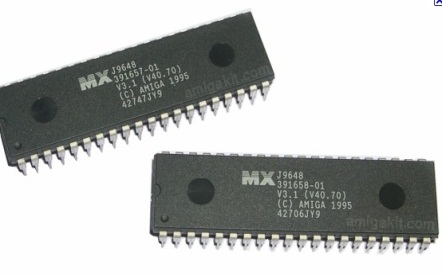 MX J9648
391657-01
V3.1 (V40.70)
(C) AMIGA 1995
42747JY9
amigakit.com
MX J9648
391658-01
V3.1 (V40.70)
(C) AMIGA 1995
42706JY9
amigakit.com